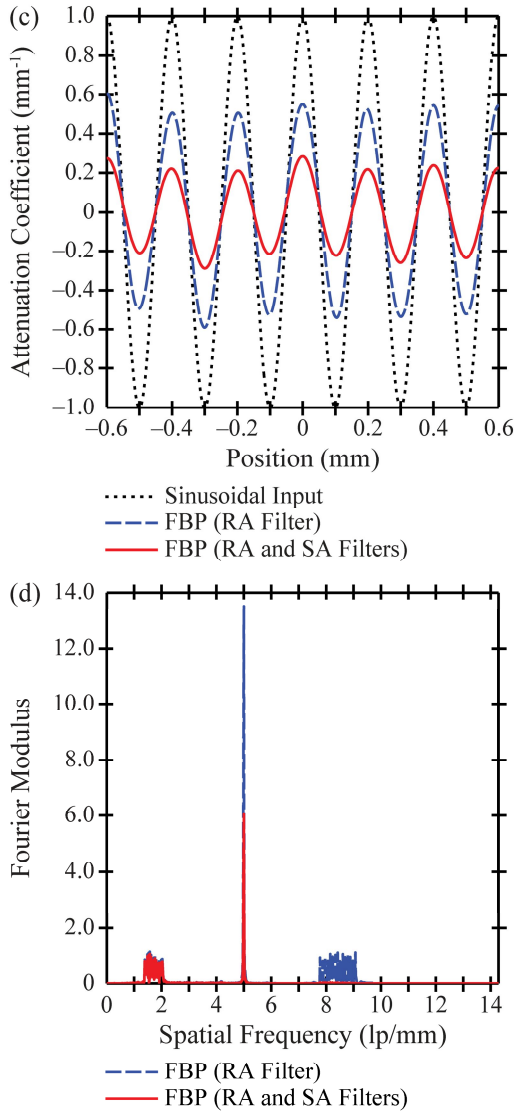 (c)
1.0
0.8
0.6
0.4
0.2
0
–0.2
–0.4
–0.6
–0.8
–1.0
Attenuation Coefficient (mm⁻¹)
–0.6 –0.4 –0.2 0 0.2 0.4 0.6
Position (mm)
Sinusoidal Input
FBP (RA Filter)
FBP (RA and SA Filters)
(d)
14.0
12.0
10.0
8.0
6.0
4.0
2.0
0
Fourier Modulus
0 2 4 6 8 10 12 14
Spatial Frequency (lp/mm)
FBP (RA Filter)
FBP (RA and SA Filters)